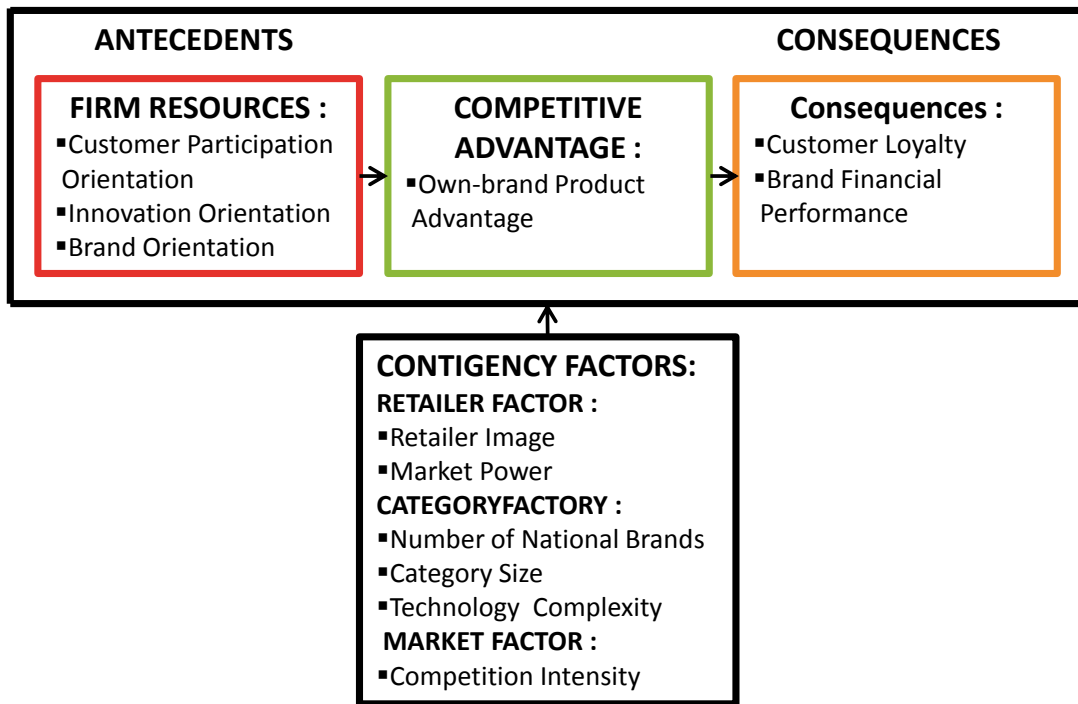 ANTECEDENTS
CONSEQUENCES
FIRM RESOURCES :
▪Customer Participation
Orientation
▪Innovation Orientation
▪Brand Orientation
COMPETITIVE
ADVANTAGE :
▪Own-brand Product
Advantage
Consequences :
▪Customer Loyalty
▪Brand Financial
Performance
CONTIGENCY FACTORS:
RETAILER FACTOR :
▪Retailer Image
▪Market Power
CATEGORYFACTORY :
▪Number of National Brands
▪Category Size
▪Technology Complexity
MARKET FACTOR :
▪Competition Intensity